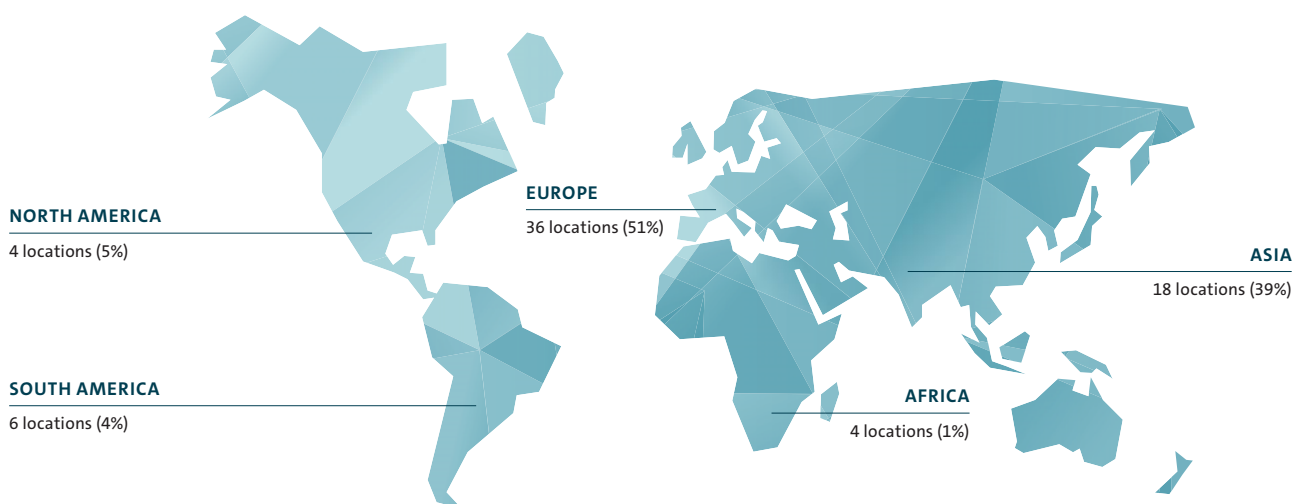 NORTH AMERICA
4 locations (5%)
EUROPE
36 locations (51%)
ASIA
18 locations (39%)
SOUTH AMERICA
6 locations (4%)
AFRICA
4 locations (1%)